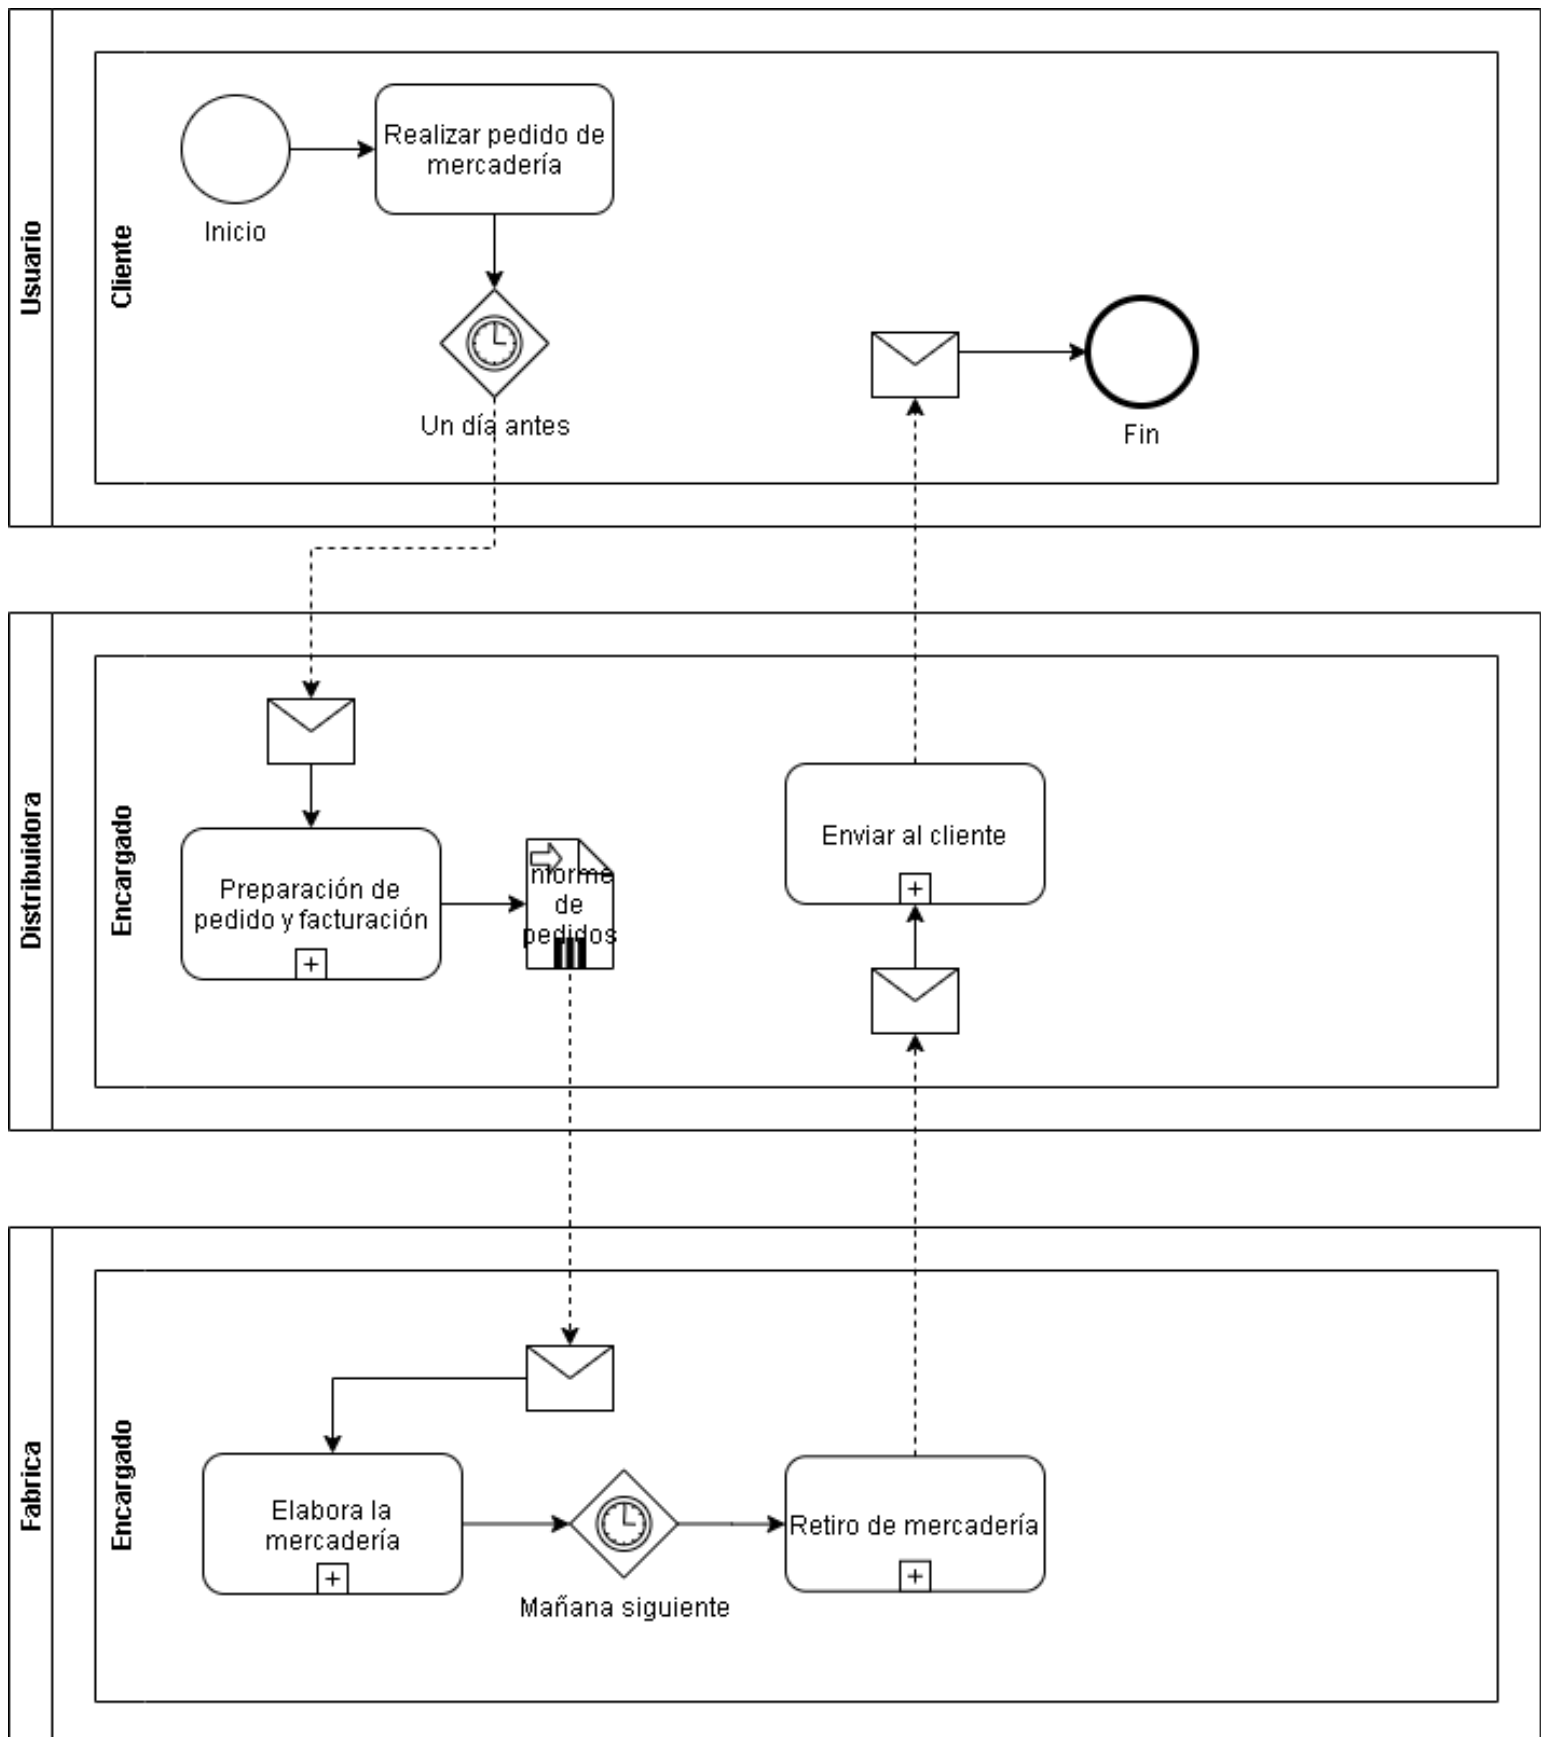 Usuario
Cliente
Inicio
Realizar pedido de
mercadería
Un día antes
Fin
Distribuidora
Encargado
Preparación de
pedido y facturación
nforme
de
pedidos
Enviar al cliente
Fabrica
Encargado
Elabora la
mercadería
Mañana siguiente
Retiro de mercadería